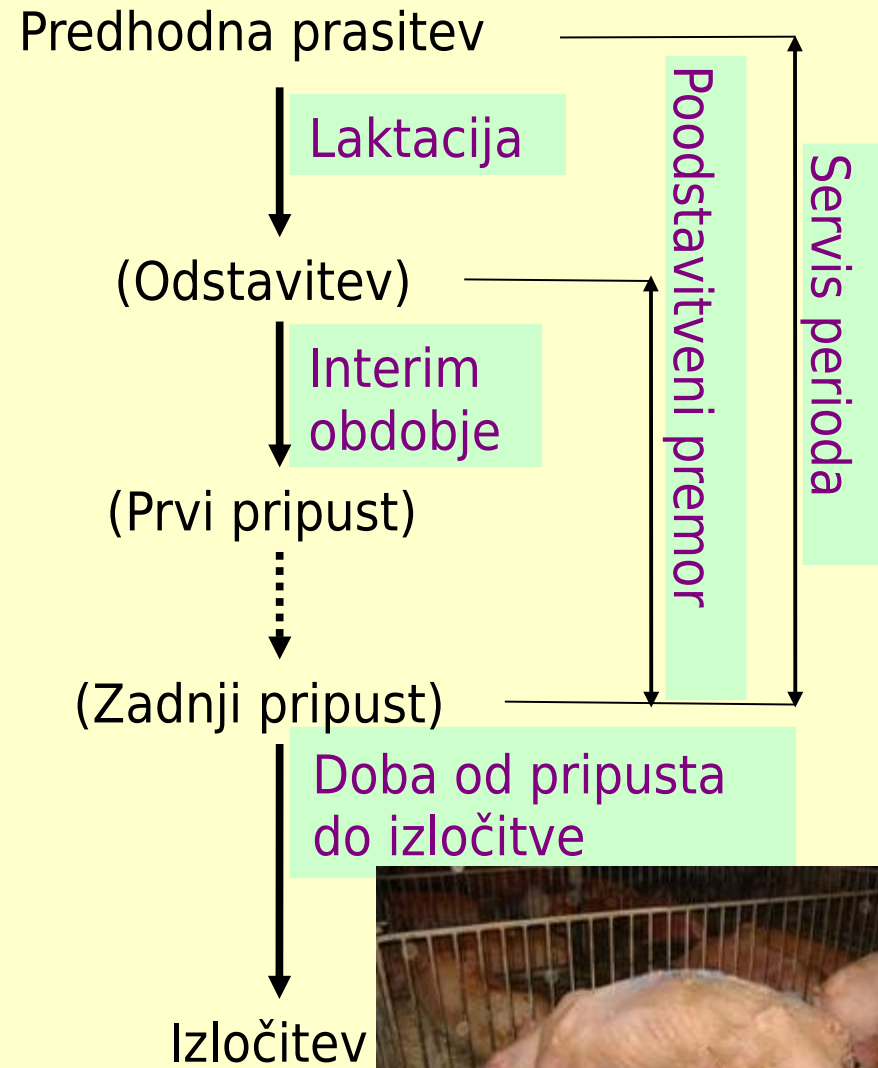 Predhodna prasitev
Laktacija
(Odstavitev)
Interim
obdobje
(Prvi pripust)
(Zadnji pripust)
Doba od pripusta
do izločitve
Izločitev
Poodstavitveni premor
Servis perioda